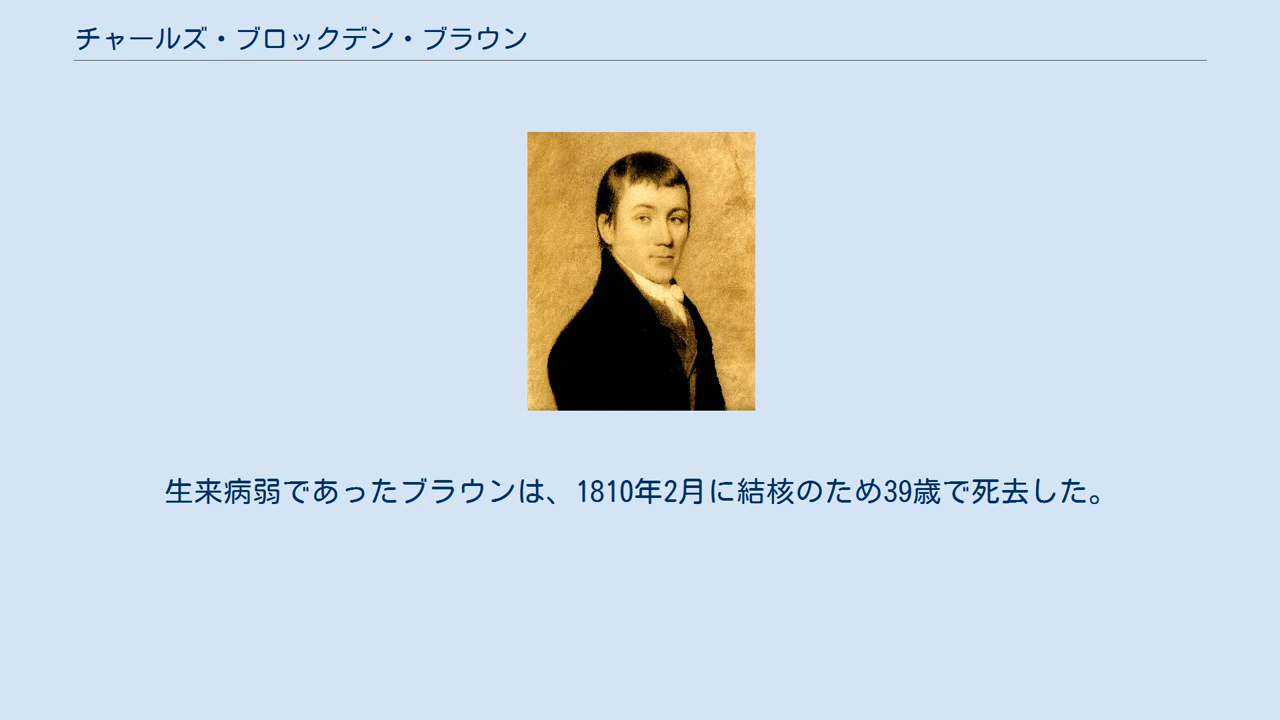 チャールズ・ブロックデン・ブラウン
生来病弱であったブラウンは、1810年2月に結核のため39歳で死去した。